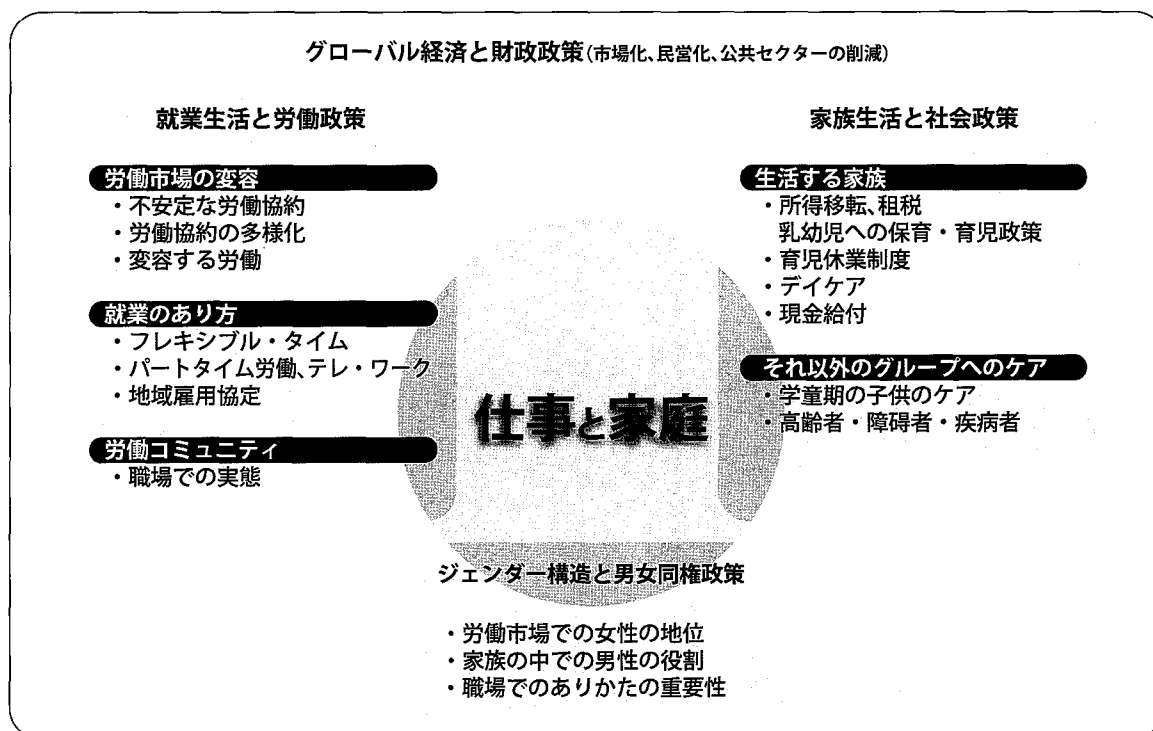 グローバル経済と財政政策(市場化、民営化、公共セクターの削減)
就業生活と労働政策
労働市場の変容
・不安定な労働協約
・労働協約の多様化
・変容する労働
就業のあり方
・フレキシブル・タイム
・パートタイム労働、テレ・ワーク
・地域雇用協定
労働コミュニティ
・職場での実態
家族生活と社会政策
生活する家族
・所得移転、租税
乳幼児への保育・育児政策
・育児休業制度
・デイケア
・現金給付
それ以外のグループへのケア
・学童期の子供のケア
・高齢者・障碍者・疾病者
仕事と家庭
ジェンダー構造と男女同権政策
・労働市場での女性の地位
・家族の中での男性の役割
・職場でのありかたの重要性